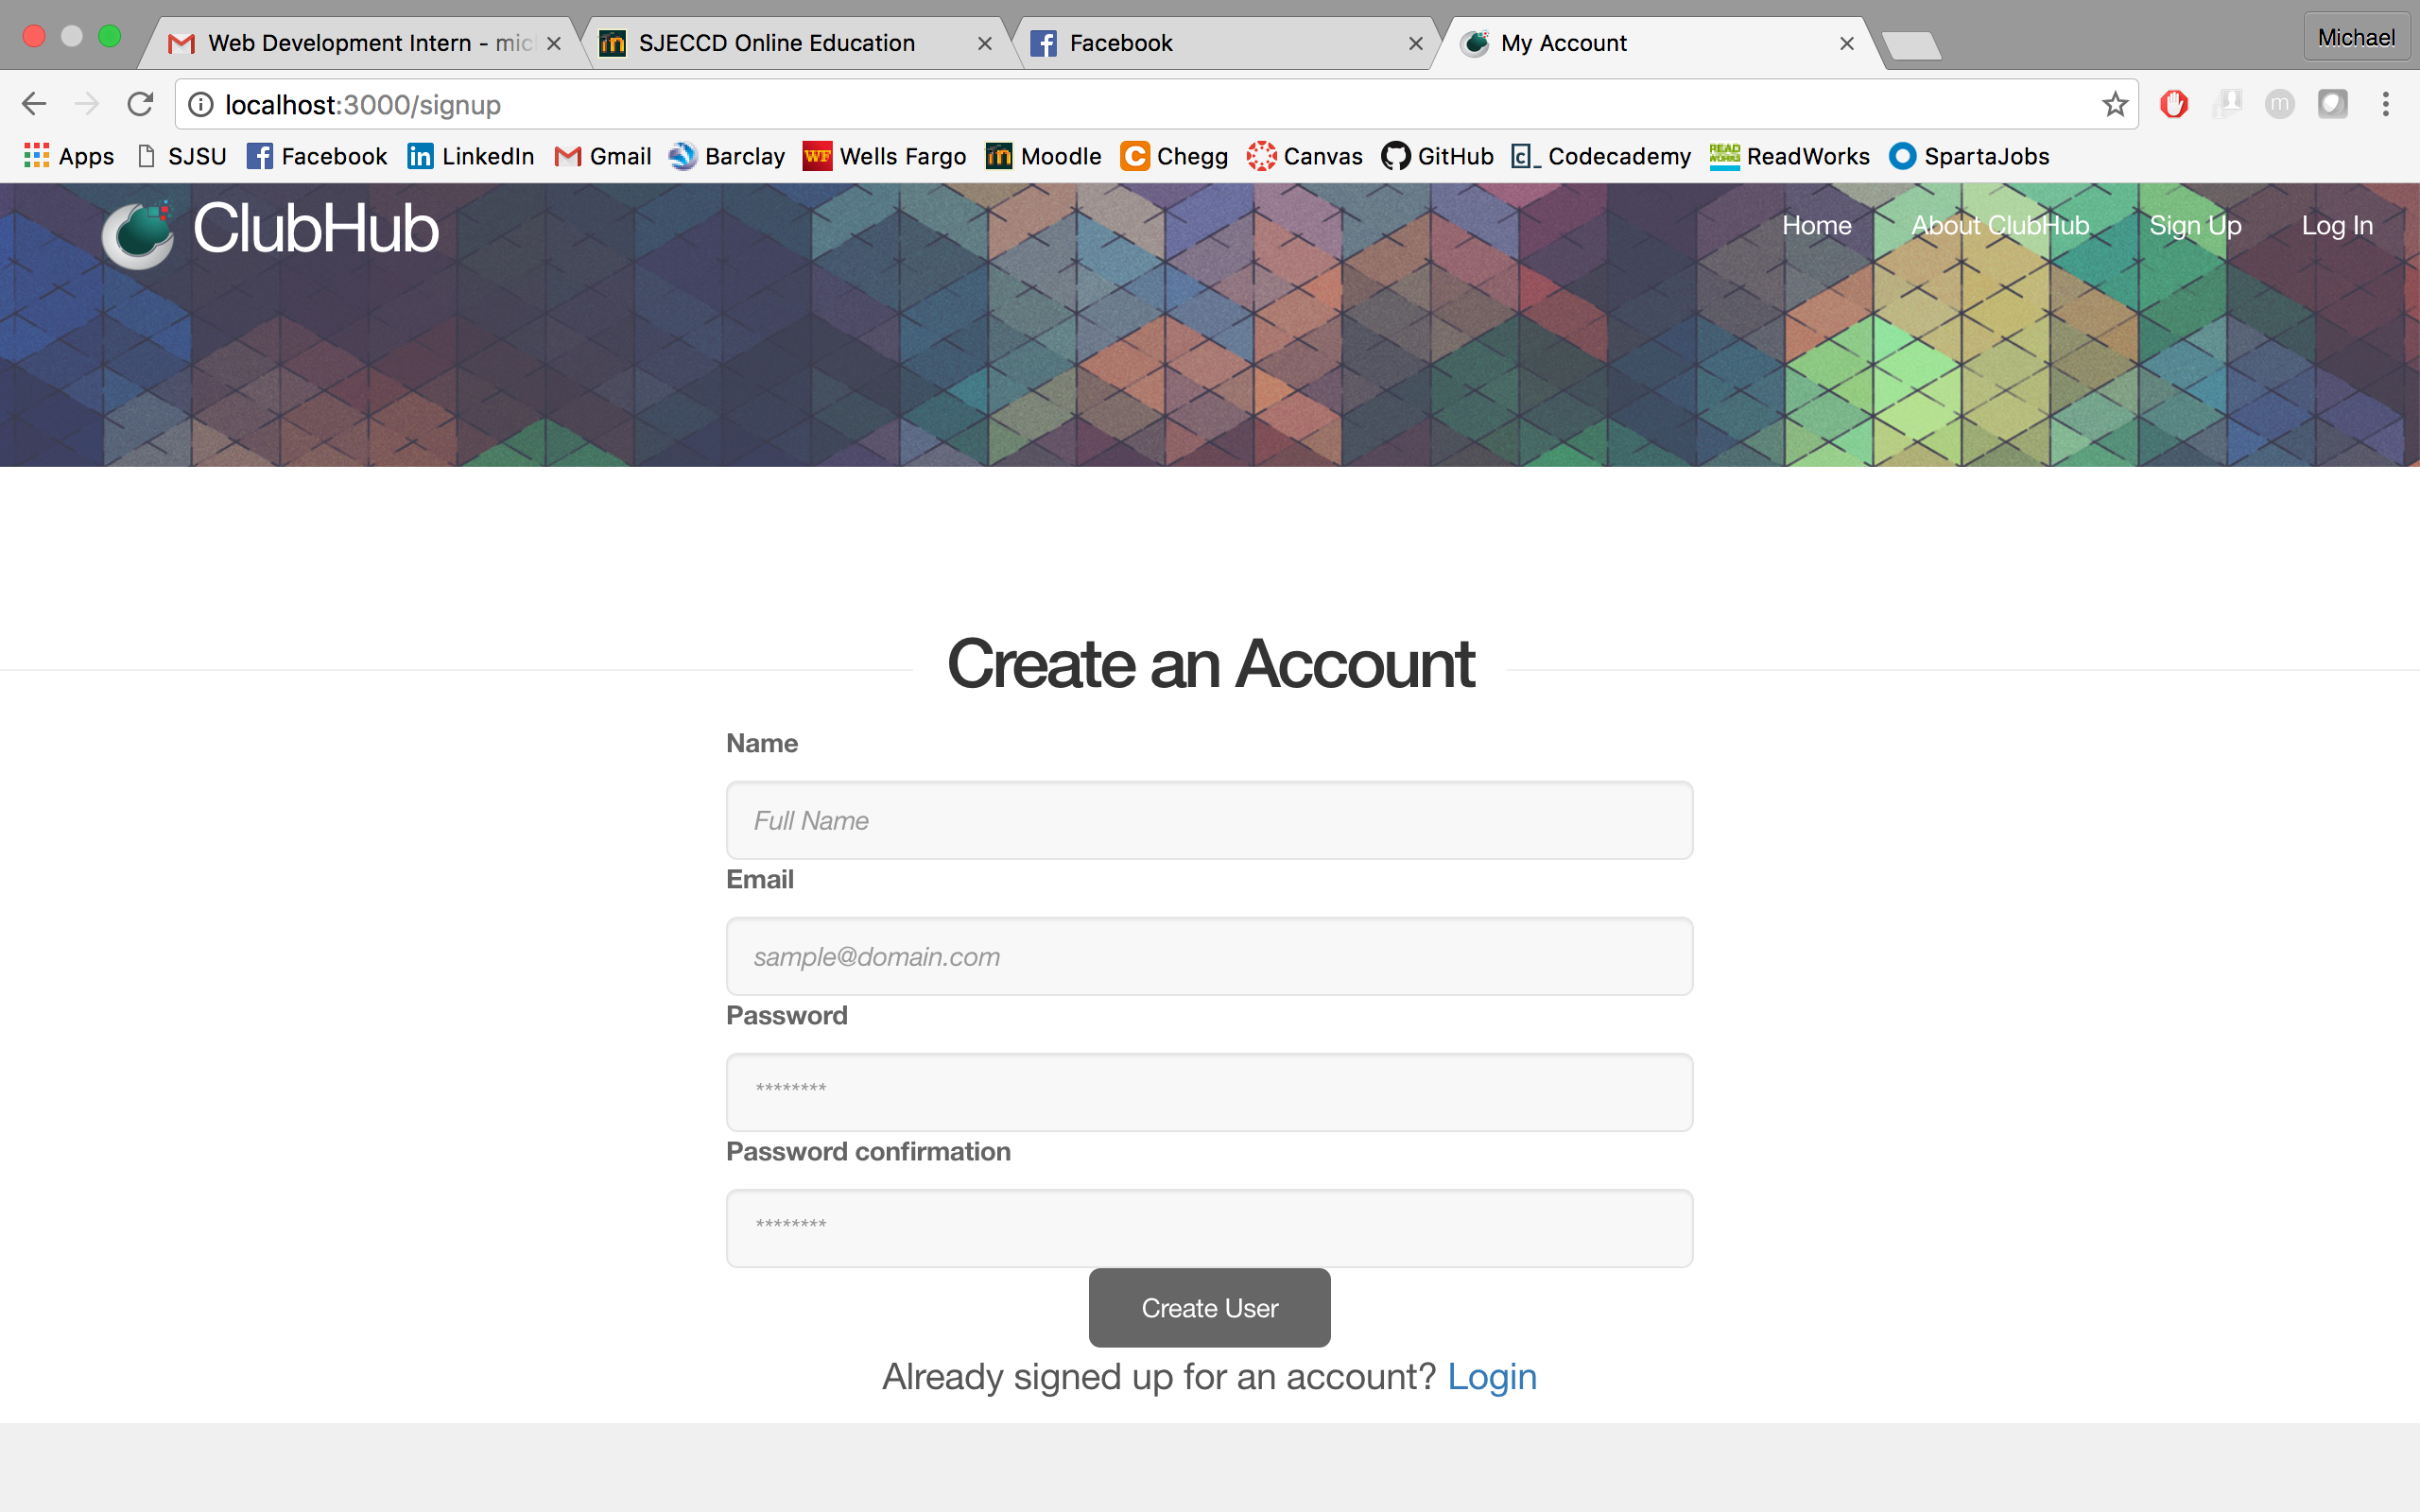 Web Development Intern - mic
SJECCD Online Education
Facebook
My Account
Michael
localhost:3000/signup
m
Apps SJSU Facebook LinkedIn Gmail Barclay WF Wells Fargo Moodle Chegg Canvas GitHub Codecademy READ WORKS ReadWorks SpartaJobs
ClubHub
Home About ClubHub Sign Up Log In
Create an Account
Name
Full Name
Email
sample@domain.com
Password
********
Password confirmation
********
Create User
Already signed up for an account? Login